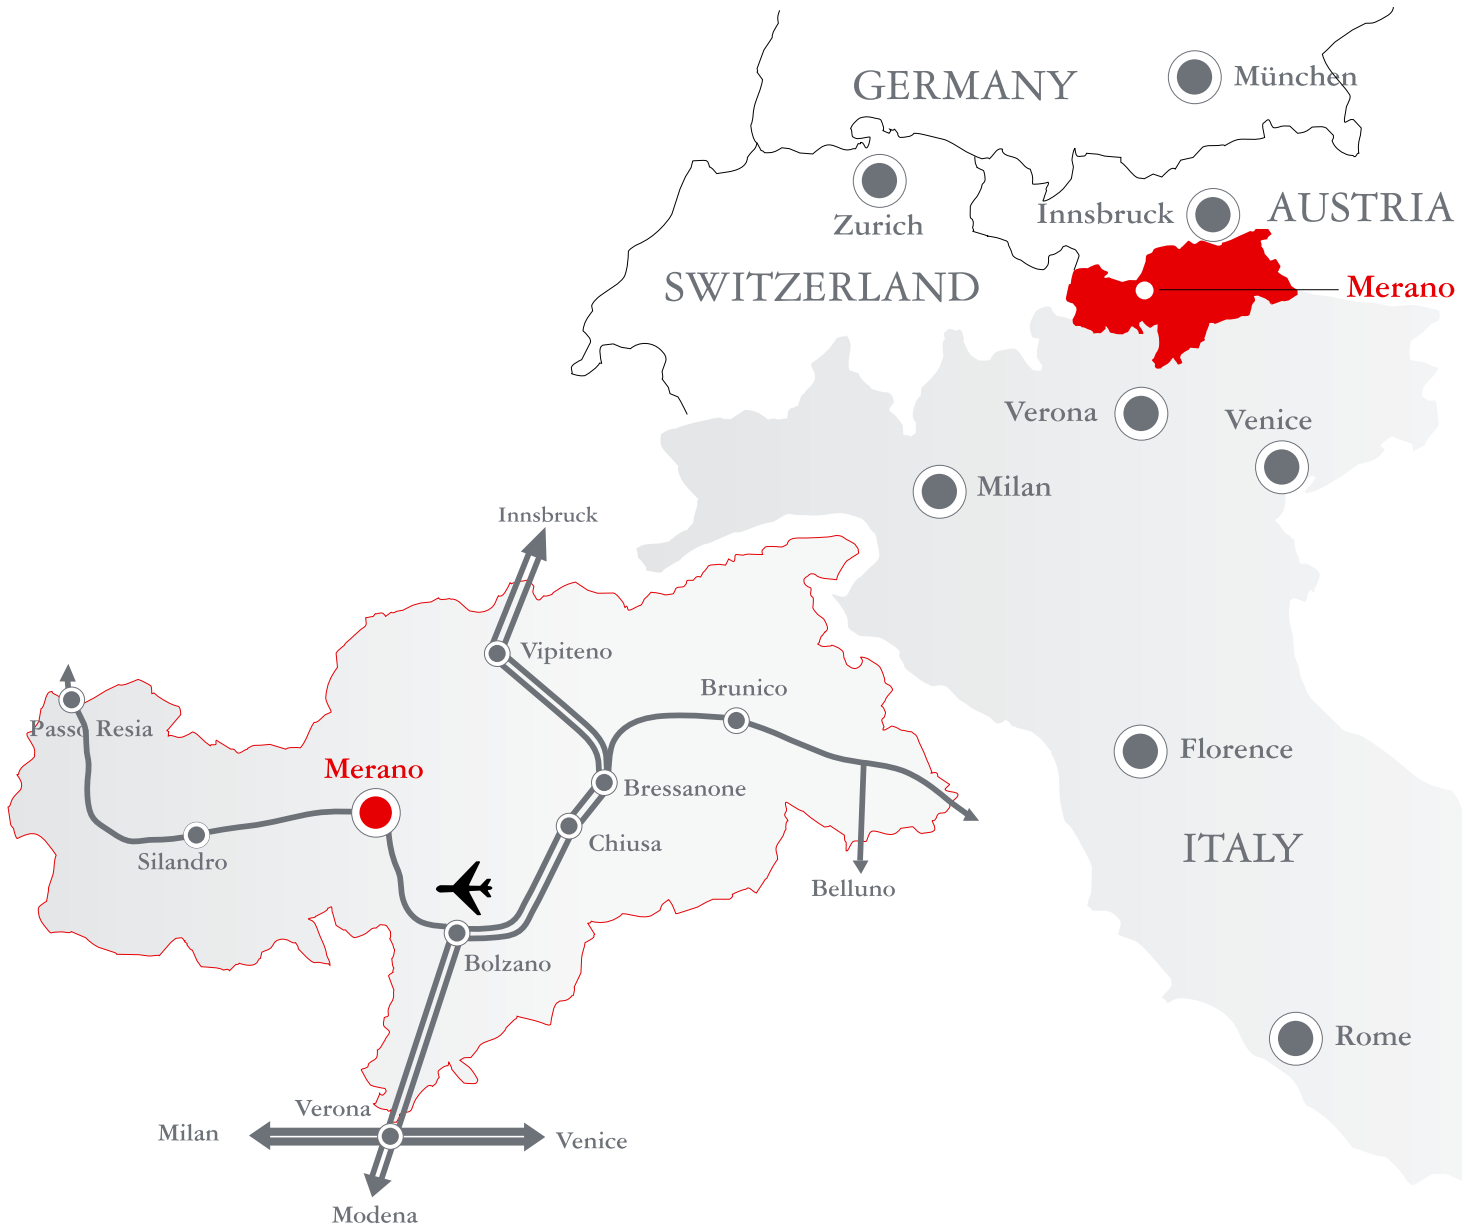 GERMANY
München
Zurich
Innsbruck
AUSTRIA
SWITZERLAND
Merano
Verona
Venice
Milan
Innsbruck
Vipiteno
Brunico
Passo Resia
Florence
Merano
Bressanone
Chiusa
ITALY
Silandro
Belluno
Bolzano
Rome
Verona
Milan
Venice
Modena